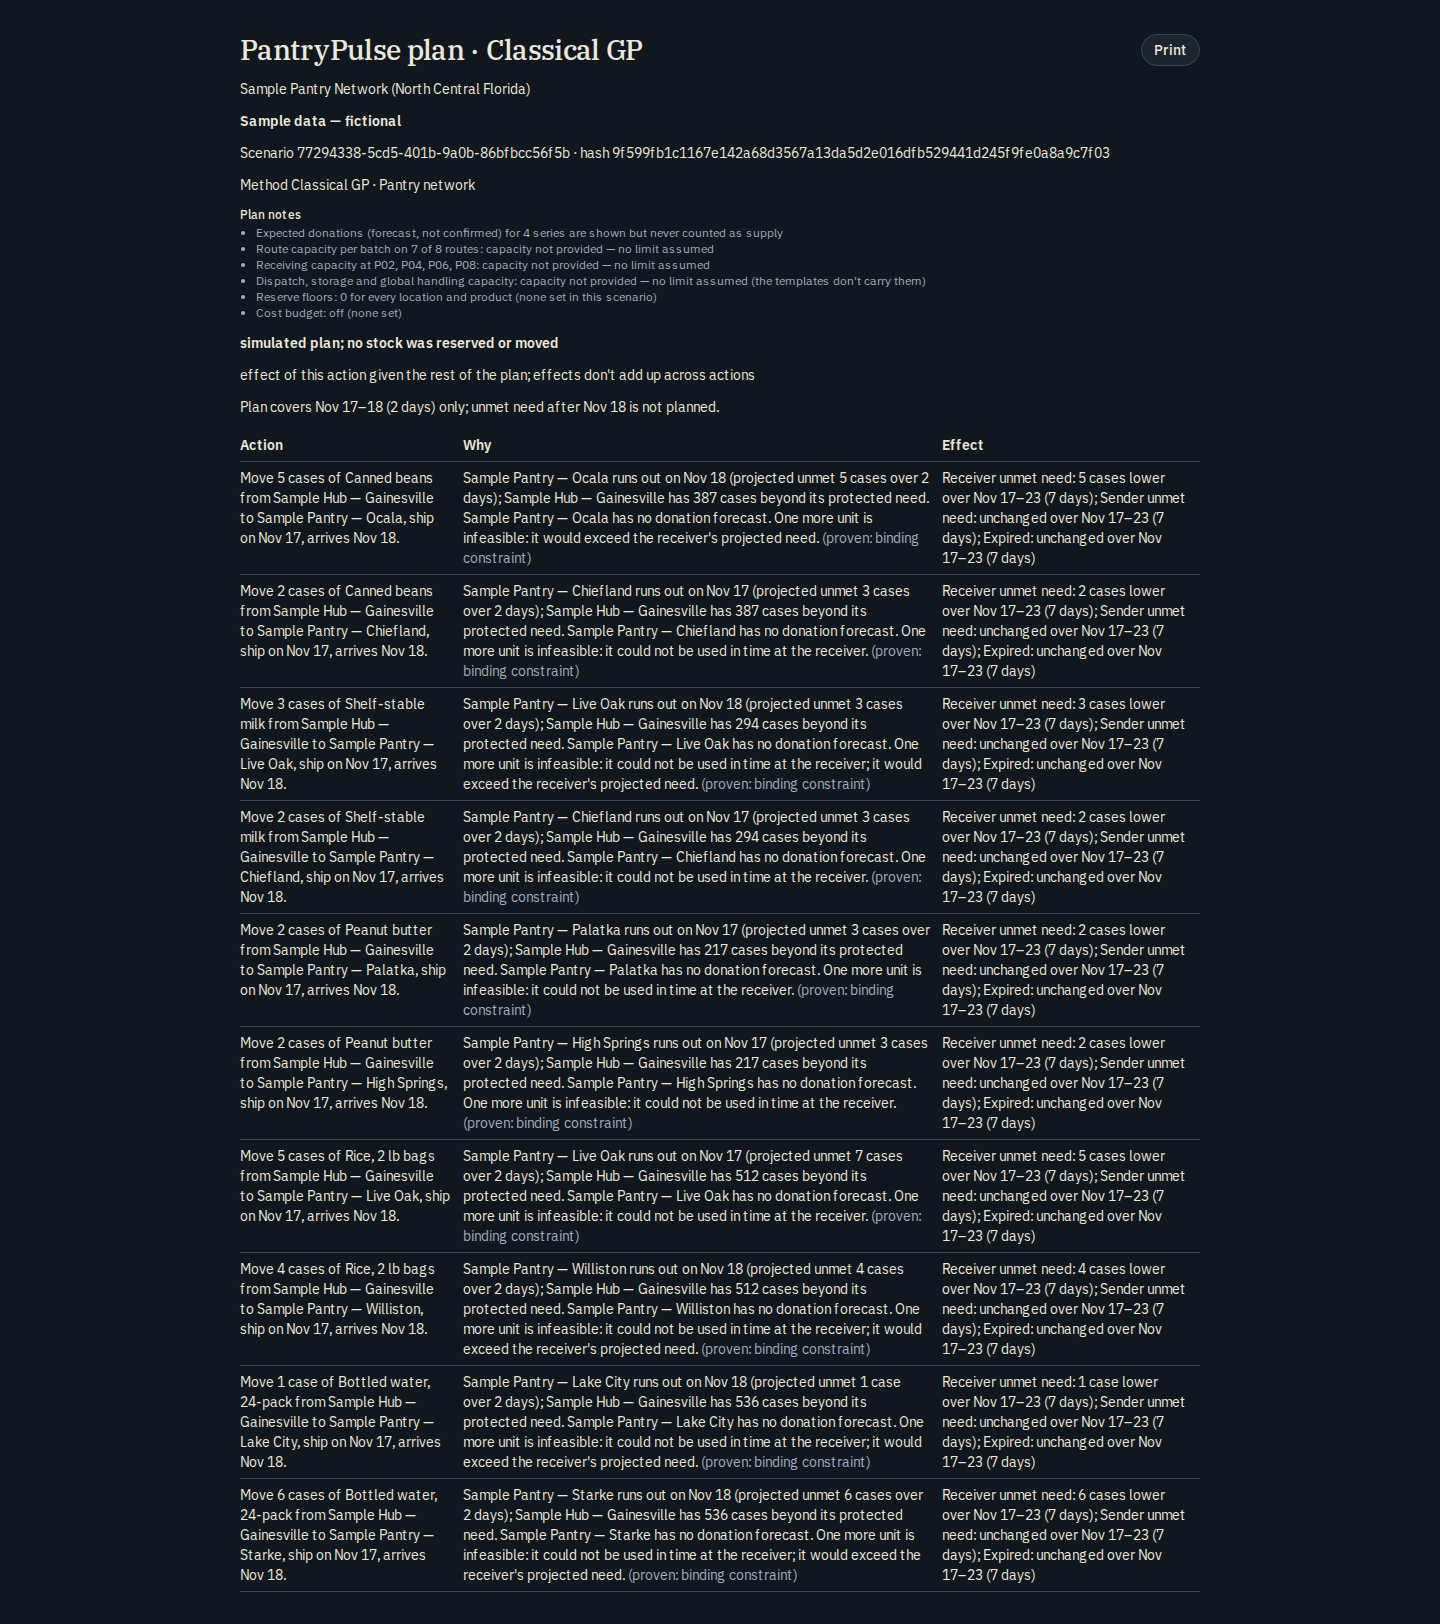 PantryPulse plan · Classical GP
Print
Sample Pantry Network (North Central Florida)
Sample data — fictional
Scenario 77294338-5cd5-401b-9a0b-86bfbcc56f5b · hash 9f599fb1c1167e142a68d3567a13da5d2e016dfb529441d245f9fe0a8a9c7f03
Method Classical GP · Pantry network
Plan notes
• Expected donations (forecast, not confirmed) for 4 series are shown but never counted as supply
• Route capacity per batch on 7 of 8 routes: capacity not provided — no limit assumed
• Receiving capacity at P02, P04, P06, P08: capacity not provided — no limit assumed
• Dispatch, storage and global handling capacity: capacity not provided — no limit assumed (the templates don't carry them)
• Reserve floors: 0 for every location and product (none set in this scenario)
• Cost budget: off (none set)
simulated plan; no stock was reserved or moved
effect of this action given the rest of the plan; effects don't add up across actions
Plan covers Nov 17–18 (2 days) only; unmet need after Nov 18 is not planned.
Action
Why
Effect
Move 5 cases of Canned beans
from Sample Hub — Gainesville
to Sample Pantry — Ocala, ship
on Nov 17, arrives Nov 18.
Sample Pantry — Ocala runs out on Nov 18 (projected unmet 5 cases over 2
days); Sample Hub — Gainesville has 387 cases beyond its protected need.
Sample Pantry — Ocala has no donation forecast. One more unit is
infeasible: it would exceed the receiver's projected need. (proven: binding
constraint)
Receiver unmet need: 5 cases lower
over Nov 17–23 (7 days); Sender unmet
need: unchanged over Nov 17–23 (7
days); Expired: unchanged over Nov
17–23 (7 days)
Move 2 cases of Canned beans
from Sample Hub — Gainesville
to Sample Pantry — Chiefland,
ship on Nov 17, arrives Nov 18.
Sample Pantry — Chiefland runs out on Nov 17 (projected unmet 3 cases
over 2 days); Sample Hub — Gainesville has 387 cases beyond its
protected need. Sample Pantry — Chiefland has no donation forecast. One
more unit is infeasible: it could not be used in time at the receiver. (proven:
binding constraint)
Receiver unmet need: 2 cases lower
over Nov 17–23 (7 days); Sender unmet
need: unchanged over Nov 17–23 (7
days); Expired: unchanged over Nov
17–23 (7 days)
Move 3 cases of Shelf-stable
milk from Sample Hub —
Gainesville to Sample Pantry —
Live Oak, ship on Nov 17, arrives
Nov 18.
Sample Pantry — Live Oak runs out on Nov 18 (projected unmet 3 cases
over 2 days); Sample Hub — Gainesville has 294 cases beyond its
protected need. Sample Pantry — Live Oak has no donation forecast. One
more unit is infeasible: it could not be used in time at the receiver; it would
exceed the receiver's projected need. (proven: binding constraint)
Receiver unmet need: 3 cases lower
over Nov 17–23 (7 days); Sender unmet
need: unchanged over Nov 17–23 (7
days); Expired: unchanged over Nov
17–23 (7 days)
Move 2 cases of Shelf-stable
milk from Sample Hub —
Gainesville to Sample Pantry —
Chiefland, ship on Nov 17, arrives
Nov 18.
Sample Pantry — Chiefland runs out on Nov 17 (projected unmet 3 cases
over 2 days); Sample Hub — Gainesville has 294 cases beyond its
protected need. Sample Pantry — Chiefland has no donation forecast. One
more unit is infeasible: it could not be used in time at the receiver. (proven:
binding constraint)
Receiver unmet need: 2 cases lower
over Nov 17–23 (7 days); Sender unmet
need: unchanged over Nov 17–23 (7
days); Expired: unchanged over Nov
17–23 (7 days)
Move 2 cases of Peanut butter
from Sample Hub — Gainesville
to Sample Pantry — Palatka, ship
on Nov 17, arrives Nov 18.
Sample Pantry — Palatka runs out on Nov 17 (projected unmet 3 cases over
2 days); Sample Hub — Gainesville has 217 cases beyond its protected
need. Sample Pantry — Palatka has no donation forecast. One more unit is
infeasible: it could not be used in time at the receiver. (proven: binding
constraint)
Receiver unmet need: 2 cases lower
over Nov 17–23 (7 days); Sender unmet
need: unchanged over Nov 17–23 (7
days); Expired: unchanged over Nov
17–23 (7 days)
Move 2 cases of Peanut butter
from Sample Hub — Gainesville
to Sample Pantry — High Springs,
ship on Nov 17, arrives Nov 18.
Sample Pantry — High Springs runs out on Nov 17 (projected unmet 3 cases
over 2 days); Sample Hub — Gainesville has 217 cases beyond its
protected need. Sample Pantry — High Springs has no donation forecast.
One more unit is infeasible: it could not be used in time at the receiver.
(proven: binding constraint)
Receiver unmet need: 2 cases lower
over Nov 17–23 (7 days); Sender unmet
need: unchanged over Nov 17–23 (7
days); Expired: unchanged over Nov
17–23 (7 days)
Move 5 cases of Rice, 2 lb bags
from Sample Hub — Gainesville
to Sample Pantry — Live Oak, ship
on Nov 17, arrives Nov 18.
Sample Pantry — Live Oak runs out on Nov 17 (projected unmet 7 cases
over 2 days); Sample Hub — Gainesville has 512 cases beyond its
protected need. Sample Pantry — Live Oak has no donation forecast. One
more unit is infeasible: it could not be used in time at the receiver. (proven:
binding constraint)
Receiver unmet need: 5 cases lower
over Nov 17–23 (7 days); Sender unmet
need: unchanged over Nov 17–23 (7
days); Expired: unchanged over Nov
17–23 (7 days)
Move 4 cases of Rice, 2 lb bags
from Sample Hub — Gainesville
to Sample Pantry — Williston,
ship on Nov 17, arrives Nov 18.
Sample Pantry — Williston runs out on Nov 18 (projected unmet 4 cases
over 2 days); Sample Hub — Gainesville has 512 cases beyond its
protected need. Sample Pantry — Williston has no donation forecast. One
more unit is infeasible: it could not be used in time at the receiver; it would
exceed the receiver's projected need. (proven: binding constraint)
Receiver unmet need: 4 cases lower
over Nov 17–23 (7 days); Sender unmet
need: unchanged over Nov 17–23 (7
days); Expired: unchanged over Nov
17–23 (7 days)
Move 1 case of Bottled water,
24-pack from Sample Hub —
Gainesville to Sample Pantry —
Lake City, ship on Nov 17, arrives
Nov 18.
Sample Pantry — Lake City runs out on Nov 18 (projected unmet 1 case
over 2 days); Sample Hub — Gainesville has 536 cases beyond its
protected need. Sample Pantry — Lake City has no donation forecast. One
more unit is infeasible: it could not be used in time at the receiver; it would
exceed the receiver's projected need. (proven: binding constraint)
Receiver unmet need: 1 case lower
over Nov 17–23 (7 days); Sender unmet
need: unchanged over Nov 17–23 (7
days); Expired: unchanged over Nov
17–23 (7 days)
Move 6 cases of Bottled water,
24-pack from Sample Hub —
Gainesville to Sample Pantry —
Starke, ship on Nov 17, arrives
Nov 18.
Sample Pantry — Starke runs out on Nov 18 (projected unmet 6 cases over
2 days); Sample Hub — Gainesville has 536 cases beyond its protected
need. Sample Pantry — Starke has no donation forecast. One more unit is
infeasible: it could not be used in time at the receiver; it would exceed the
receiver's projected need. (proven: binding constraint)
Receiver unmet need: 6 cases lower
over Nov 17–23 (7 days); Sender unmet
need: unchanged over Nov 17–23 (7
days); Expired: unchanged over Nov
17–23 (7 days)